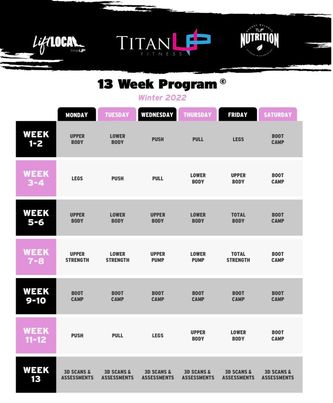 LiftLOCAL
TITANUP
FITNESS
NUTRITION
13 Week Program ©
Winter 2022
MONDAY TUESDAY WEDNESDAY THURSDAY FRIDAY SATURDAY
WEEK 1-2
UPPER BODY LOWER BODY PUSH PULL LEGS BOOT CAMP
WEEK 3-4
LEGS PUSH PULL LOWER BODY UPPER BODY BOOT CAMP
WEEK 5-6
UPPER BODY LOWER BODY UPPER BODY LOWER BODY TOTAL BODY BOOT CAMP
WEEK 7-8
UPPER STRENGTH LOWER STRENGTH UPPER PUMP LOWER PUMP TOTAL STRENGTH BOOT CAMP
WEEK 9-10
BOOT CAMP BOOT CAMP BOOT CAMP BOOT CAMP BOOT CAMP BOOT CAMP
WEEK 11-12
PUSH PULL LEGS UPPER BODY LOWER BODY BOOT CAMP
WEEK 13
3D SCANS & ASSESSMENTS 3D SCANS & ASSESSMENTS 3D SCANS & ASSESSMENTS 3D SCANS & ASSESSMENTS 3D SCANS & ASSESSMENTS 3D SCANS & ASSESSMENTS